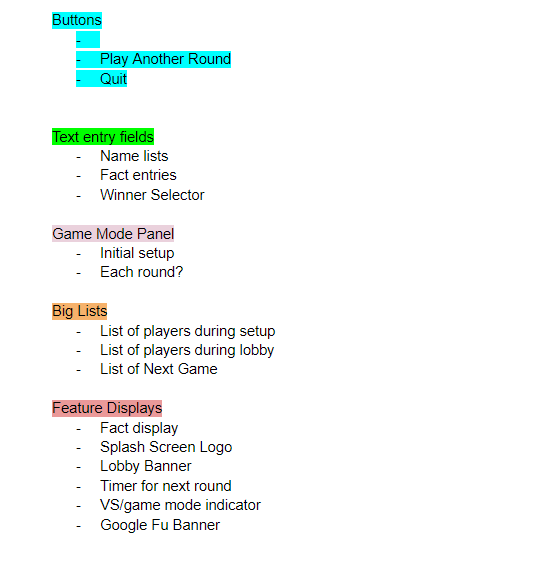 Buttons
-
- Play Another Round
- Quit
Text entry fields
- Name lists
- Fact entries
- Winner Selector
Game Mode Panel
- Initial setup
- Each round?
Big Lists
- List of players during setup
- List of players during lobby
- List of Next Game
Feature Displays
- Fact display
- Splash Screen Logo
- Lobby Banner
- Timer for next round
- VS/game mode indicator
- Google Fu Banner